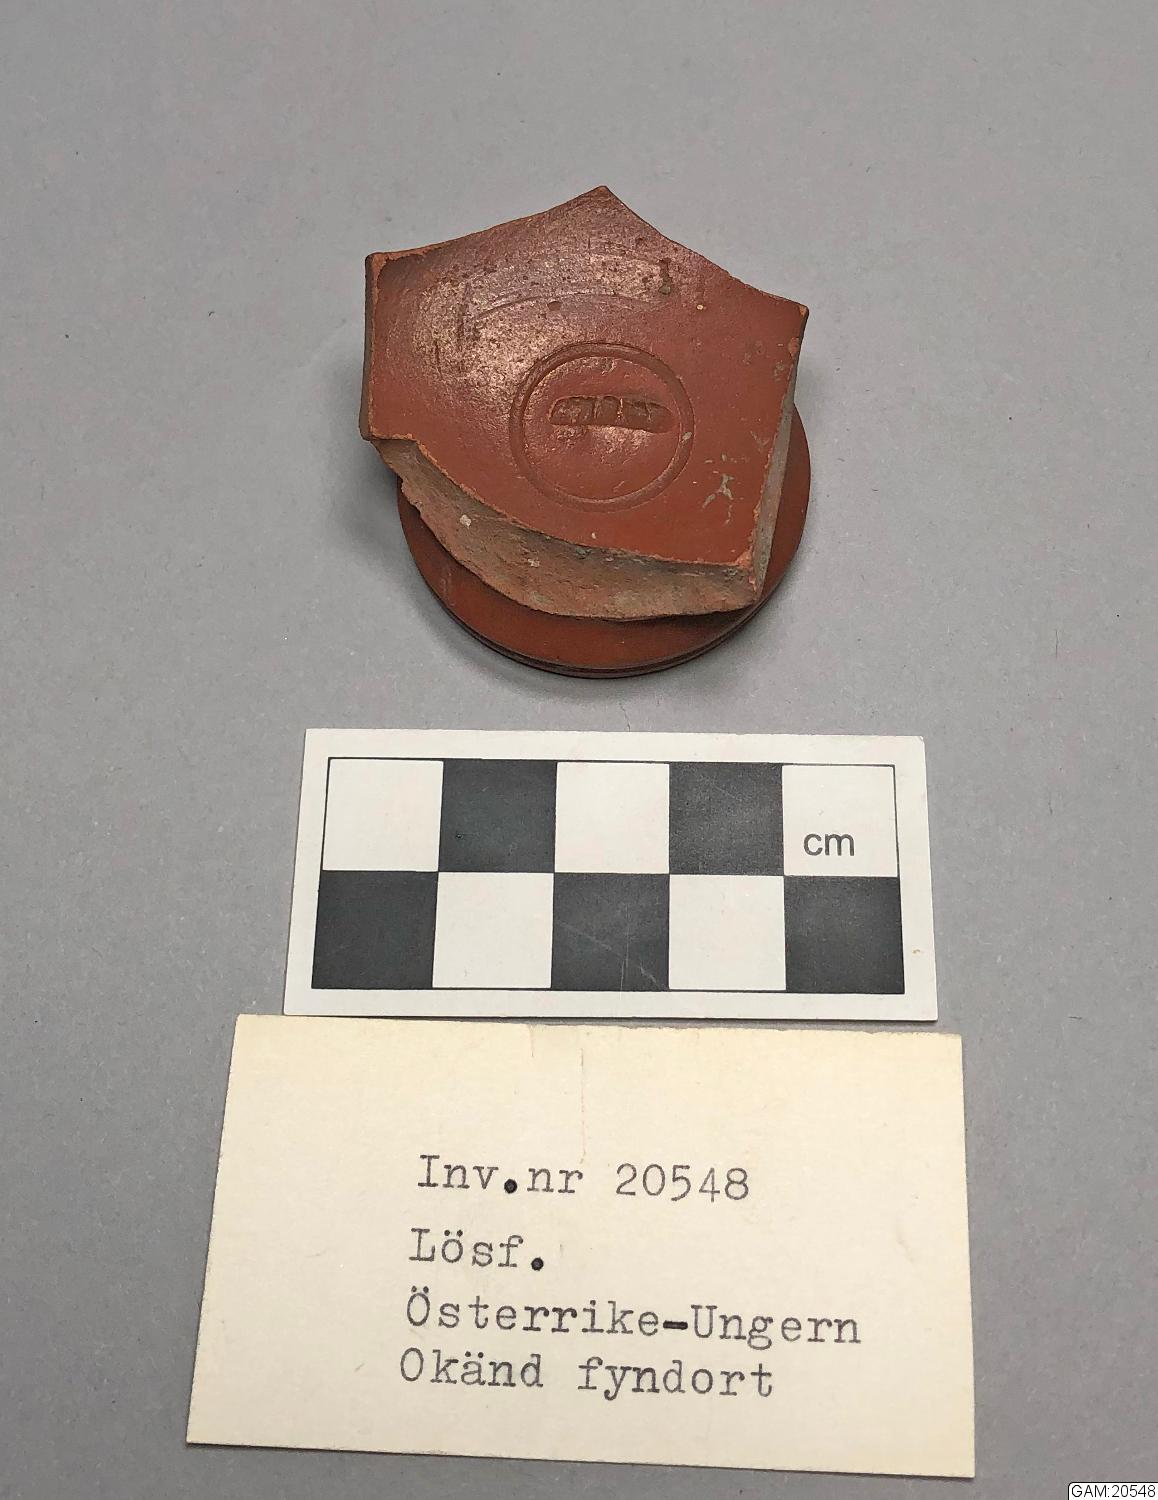 cm
Inv.nr 20548
Lösf.
Österrike-Ungern
Okänd fyndort
GAM:20548